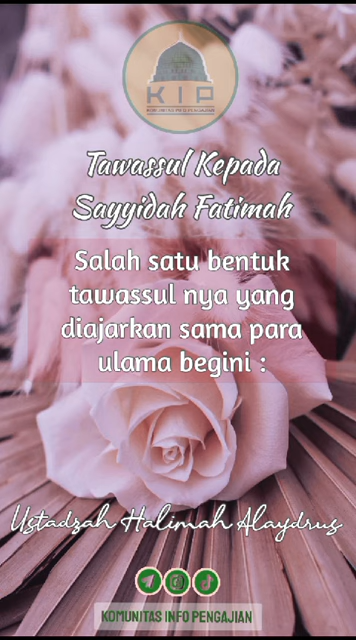 KIP
Tawassul Kepada
Sayyidah Fatimah
Salah satu bentuk
tawassul nya yang
diajarkan sama para
ulama begini :
Ustadzah Halimah Alaydrus
KOMUNITAS INFO PENGAJIAN